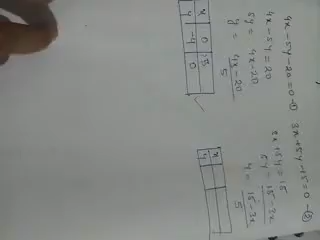 4x-5y-20=0-①
4x-5y=20
5y = 4x-20
y = 4x-20
5
x 0 5
y -4 0
3x+5y-15=0 -②
3x+5y=15
5y = 15-3x
y = 15-3x
5
x
y